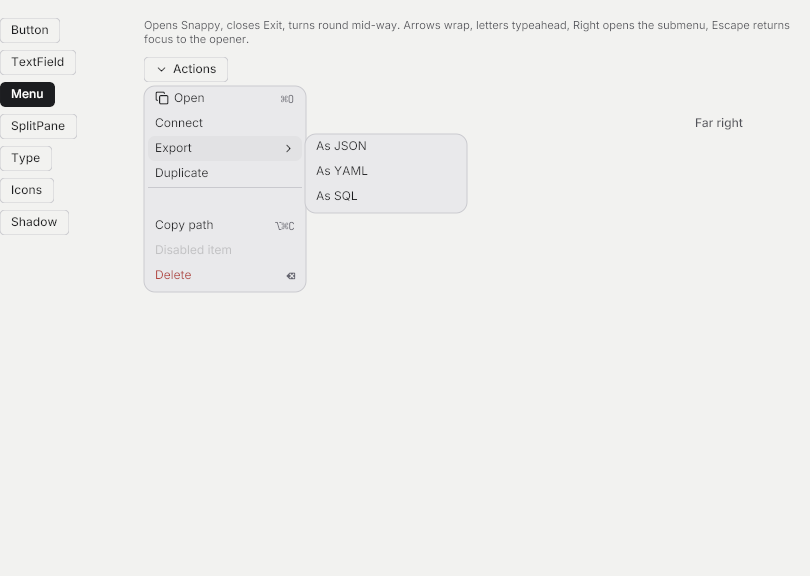 Button
TextField
Menu
SplitPane
Type
Icons
Shadow
Opens Snappy, closes Exit, turns round mid-way. Arrows wrap, letters typeahead, Right opens the submenu, Escape returns
focus to the opener.
Actions
Open ⌘O
Connect
Export
Duplicate
Copy path ⌥⌘C
Disabled item
Delete ⌫
As JSON
As YAML
As SQL
Far right